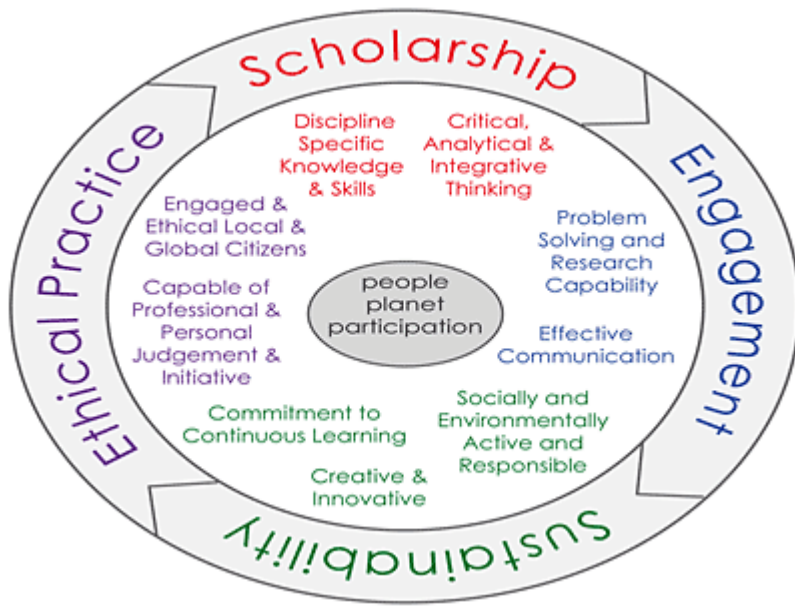 Scholarship
Engagement
Sustainability
Ethical Practice
Discipline
Specific
Knowledge
& Skills
Critical,
Analytical &
Integrative
Thinking
Problem
Solving and
Research
Capability
Effective
Communication
Socially and
Environmentally
Active and
Responsible
Creative &
Innovative
Commitment to
Continuous Learning
Capable of
Professional &
Personal
Judgement &
Initiative
Engaged &
Ethical Local &
Global Citizens
people
planet
participation